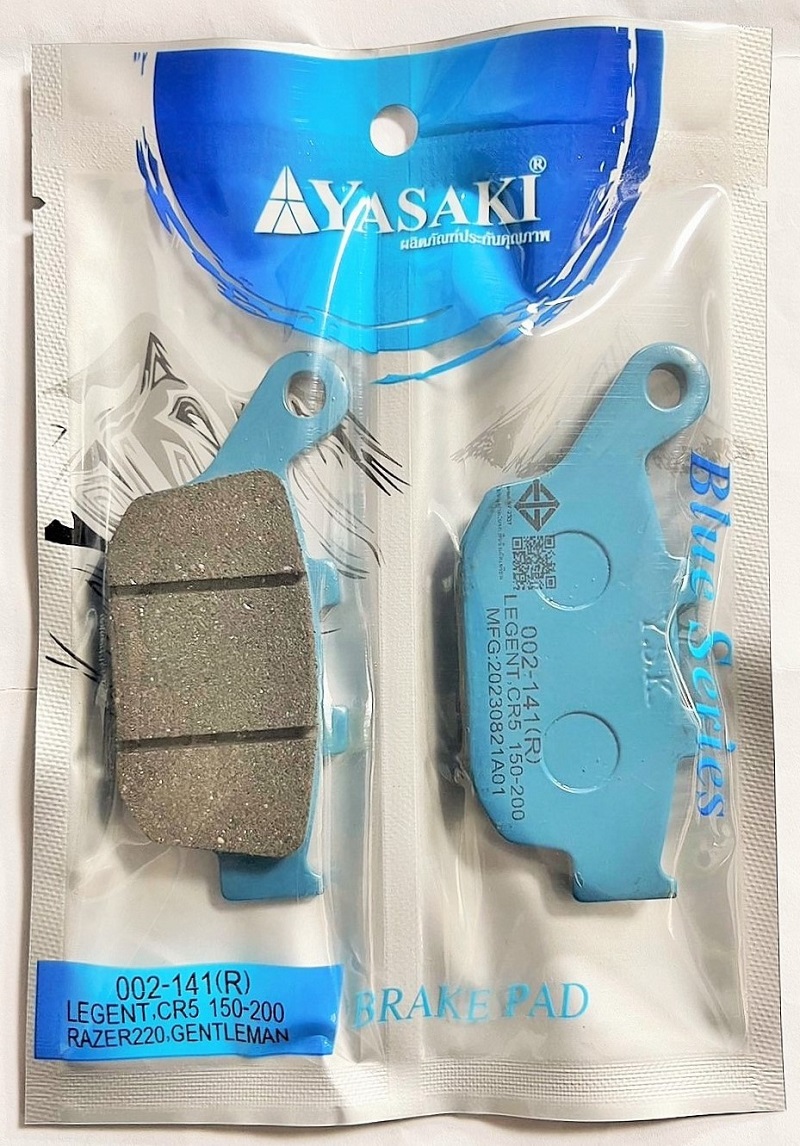 YASAKI®
ผลิตภัณฑ์ประกันคุณภาพ
Blue Series
002-141(R)
LEGENT,CR5 150-200
MFG:20230821A01
Y.S.K
002-141(R)
LEGENT,CR5 150-200
RAZER220,GENTLEMAN
BRAKE PAD